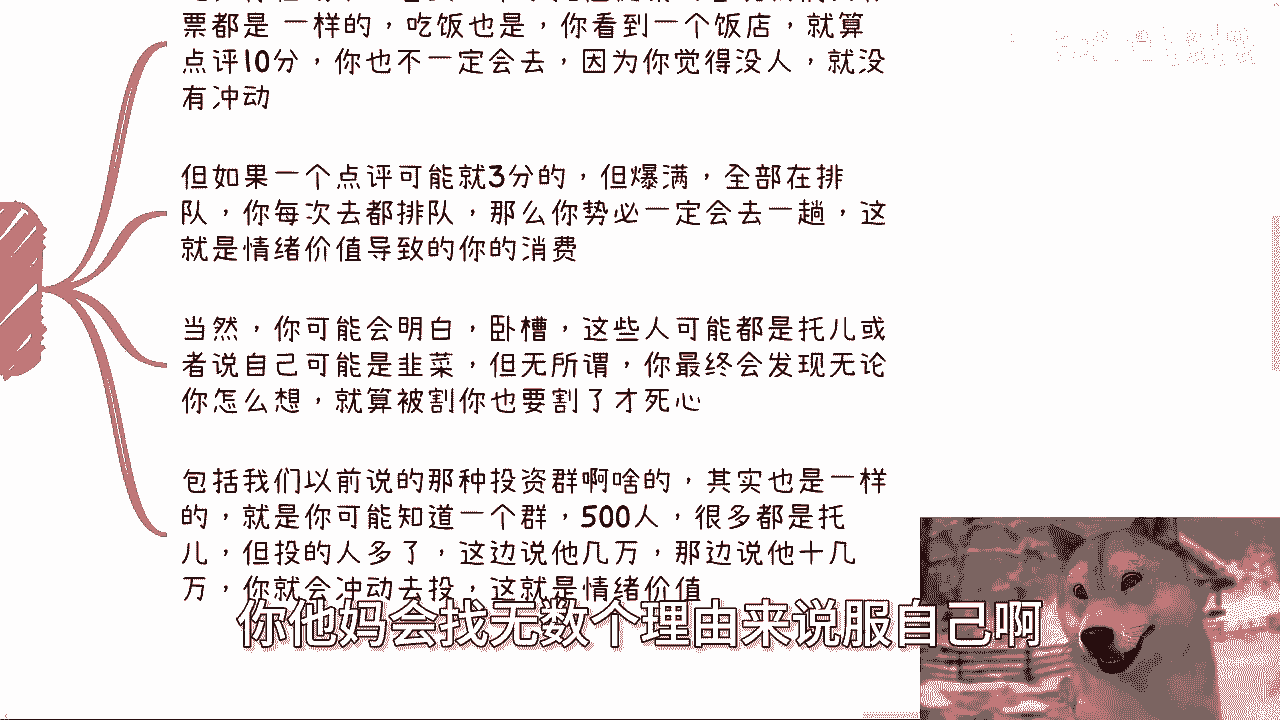 票都是 一样的，吃饭也是，你看到一个饭店，就算
点评10分，你也不一定会去，因为你觉得没人，就没
有冲动
但如果一个点评可能就3分的，但爆满，全部在排
队，你每次去都排队，那么你势必一定会去一趟，这
就是情绪价值导致的你的消费
当然，你可能会明白，卧槽，这些人可能都是托儿或
者说自己可能是韭菜，但无所谓，你最终会发现无论
你怎么想，就算被割你也要割了才死心
包括我们以前说的那种投资群啊啥的，其实也是一样
的，就是你可能知道一个群，500人，很多都是托
儿，但投的人多了，这边说他几万，那边说他十几
万，你就会冲动去投，这就是情绪价值
你他妈会找无数个理由来说服自己啊